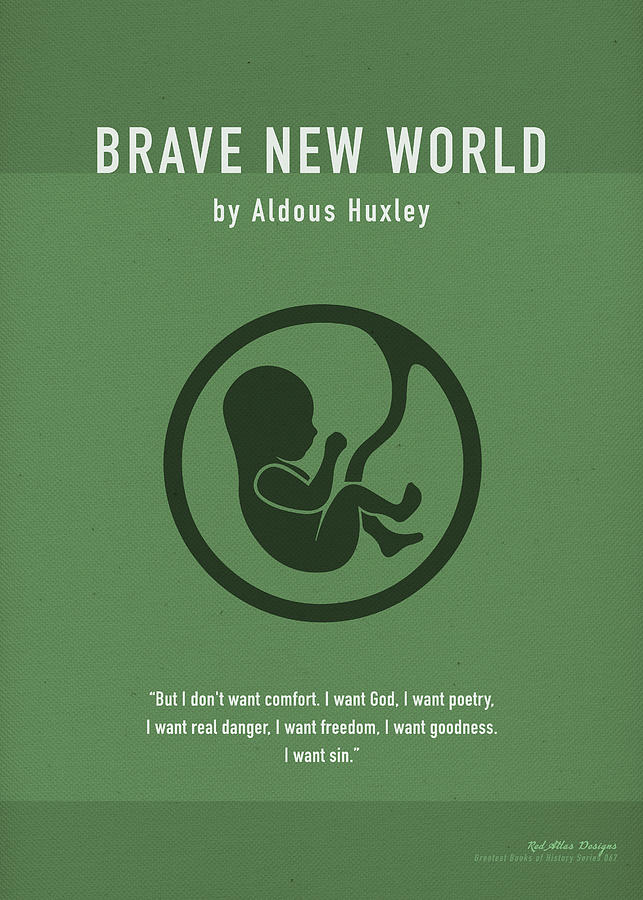 BRAVE NEW WORLD
by Aldous Huxley
“But I don't want comfort. I want God, I want poetry,
I want real danger, I want freedom, I want goodness.
I want sin.”
Red Atlas Designs
Greatest Books of History Series 067